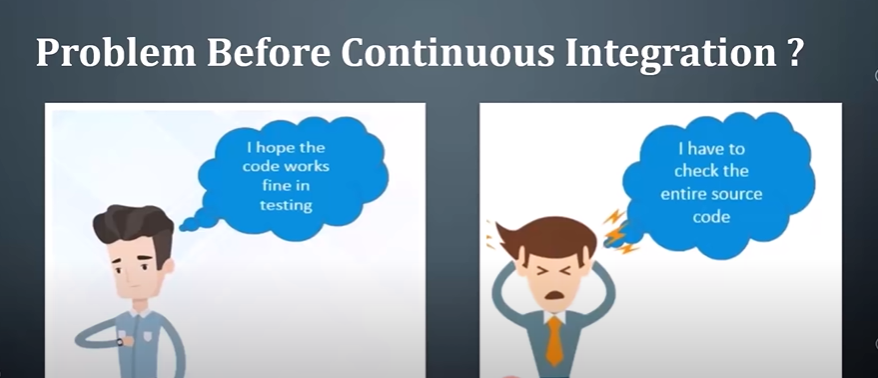 Problem Before Continuous Integration ?
I hope the
code works
fine in
testing
I have to
check the
entire source
code